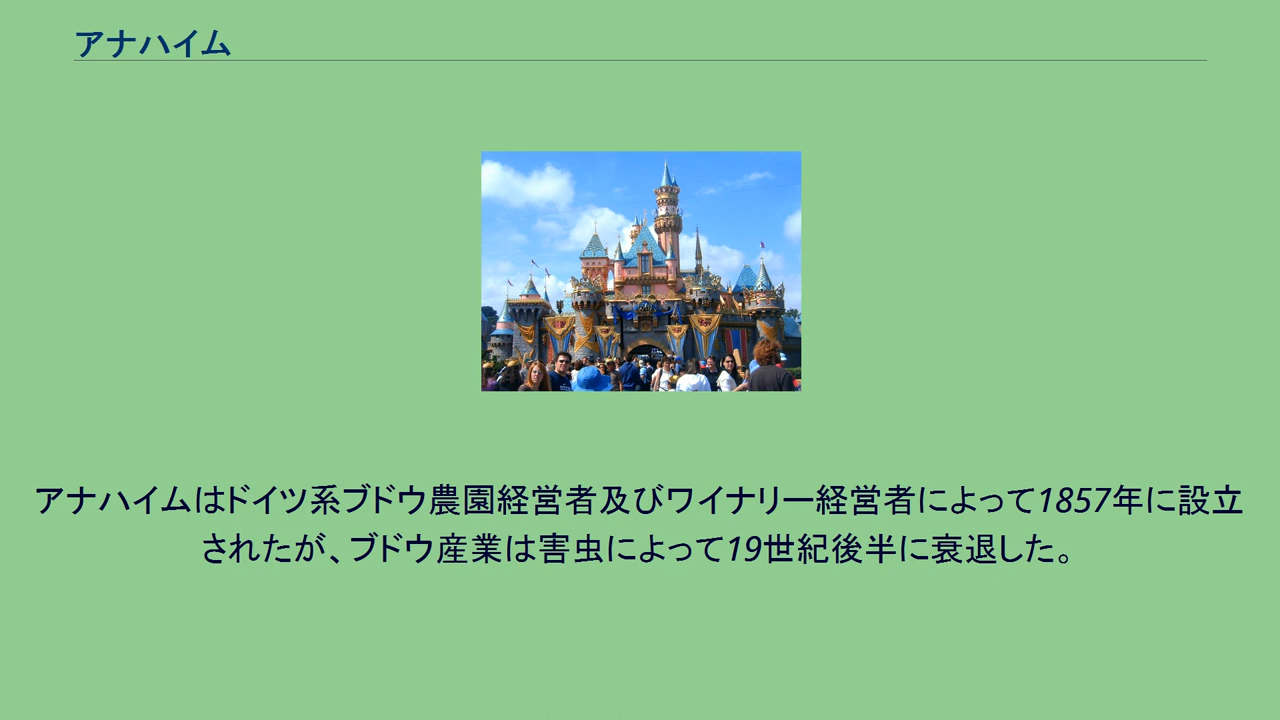 アナハイム
アナハイムはドイツ系ブドウ農園経営者及びワイナリー経営者によって1857年に設立
されたが、ブドウ産業は害虫によって19世紀後半に衰退した。